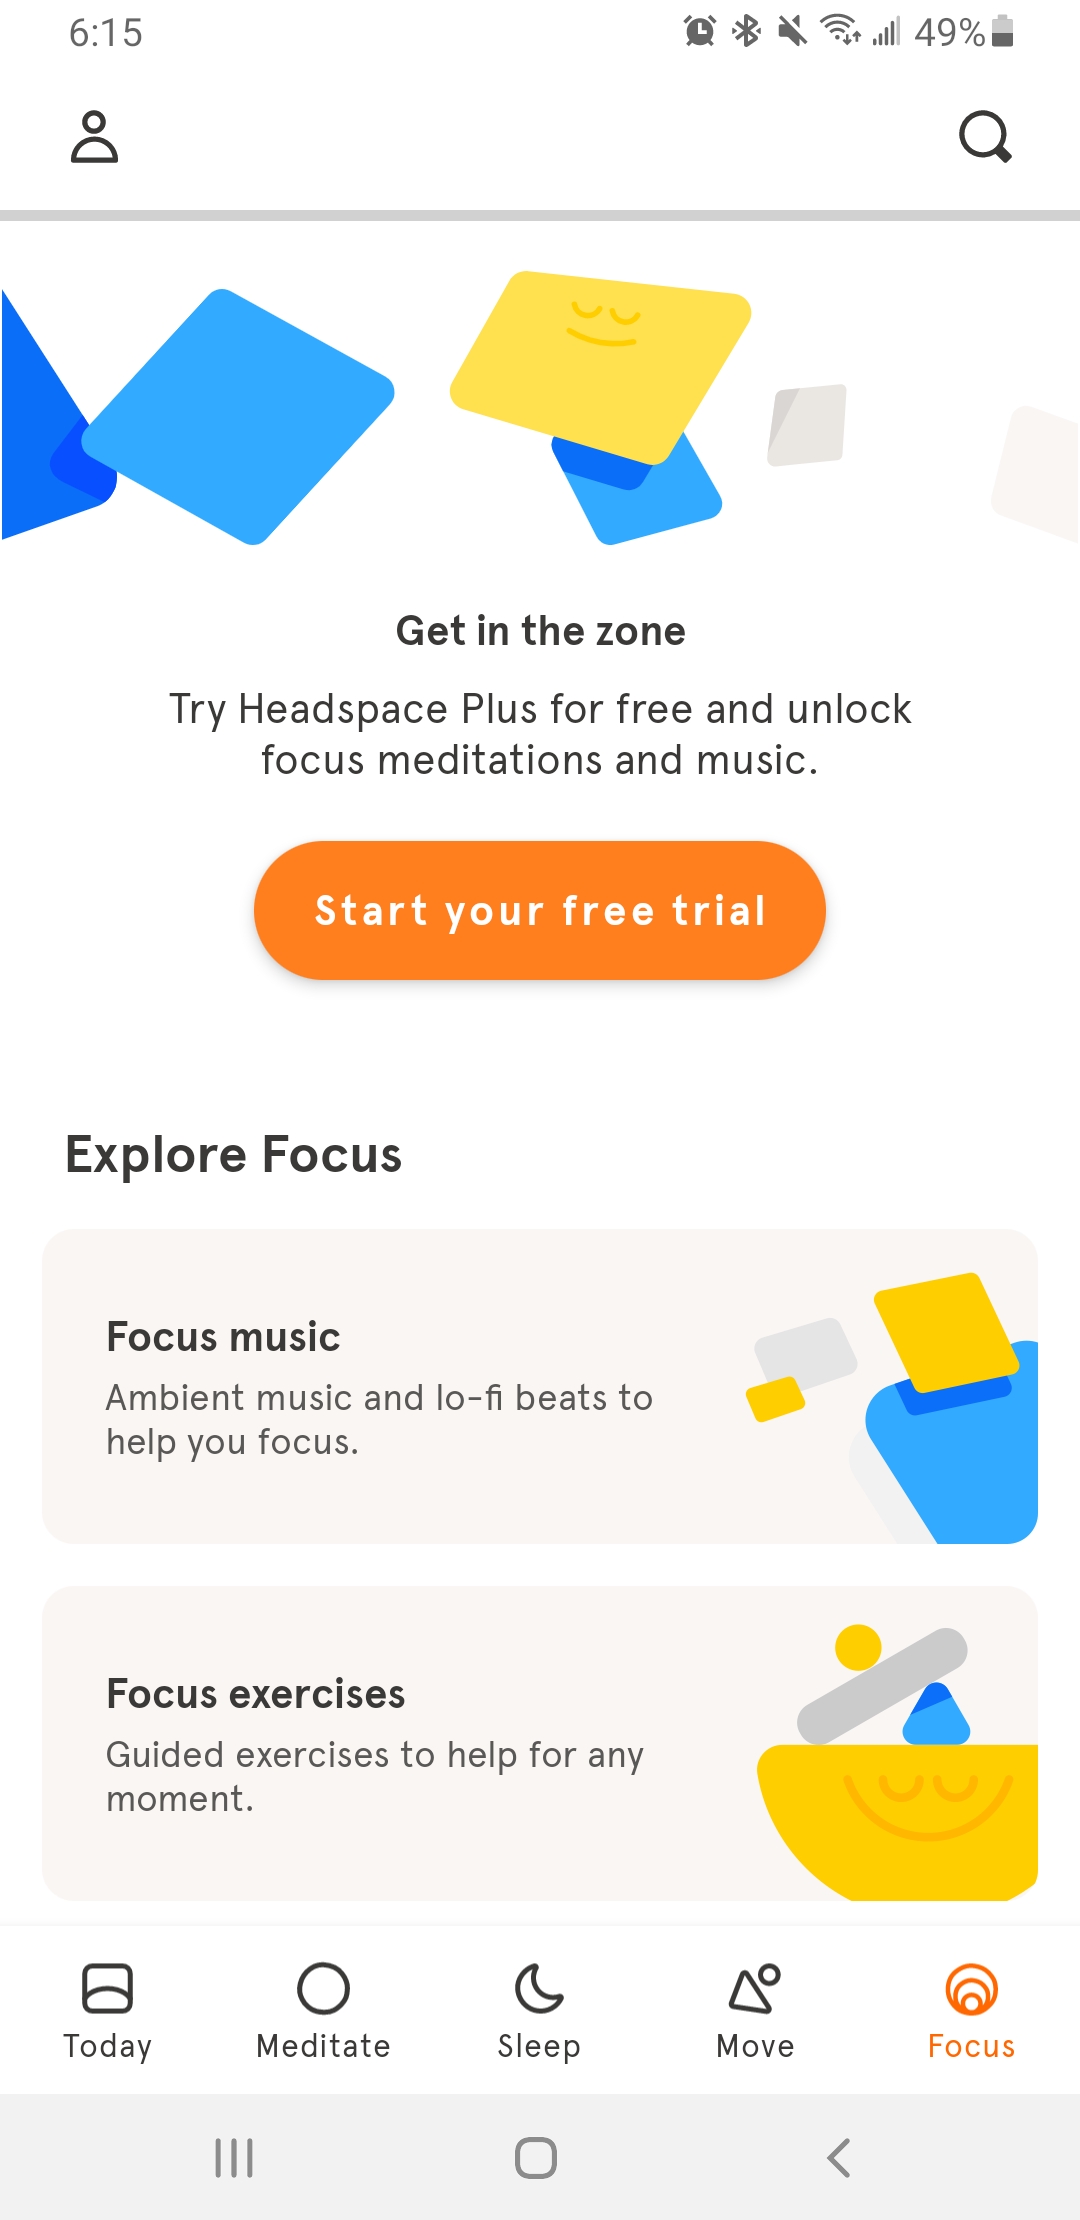 6:15
49%
Get in the zone
Try Headspace Plus for free and unlock
focus meditations and music.
Start your free trial
Explore Focus
Focus music
Ambient music and lo-fi beats to
help you focus.
Focus exercises
Guided exercises to help for any
moment.
Today
Meditate
Sleep
Move
Focus